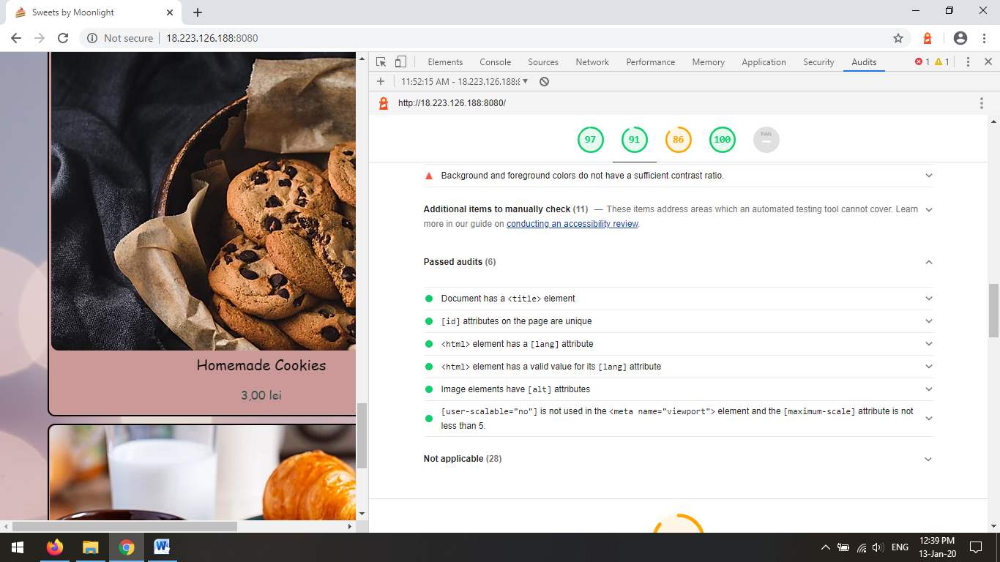 Sweets by Moonlight
Not secure
18.223.126.188:8080
Elements Console Sources Network Performance Memory Application Security Audits 1 1
11:52:15 AM - 18.223.126.188:8
http://18.223.126.188:8080/
97 91 86 100 PWA
Background and foreground colors do not have a sufficient contrast ratio.
Additional items to manually check (11) — These items address areas which an automated testing tool cannot cover. Learn
more in our guide on conducting an accessibility review.
Passed audits (6)
Document has a <title> element
[id] attributes on the page are unique
<html> element has a [lang] attribute
<html> element has a valid value for its [lang] attribute
Image elements have [alt] attributes
[user-scalable="no"] is not used in the <meta name="viewport"> element and the [maximum-scale] attribute is not
less than 5.
Not applicable (28)
Homemade Cookies
3,00 lei
ENG
12:39 PM
13-Jan-20